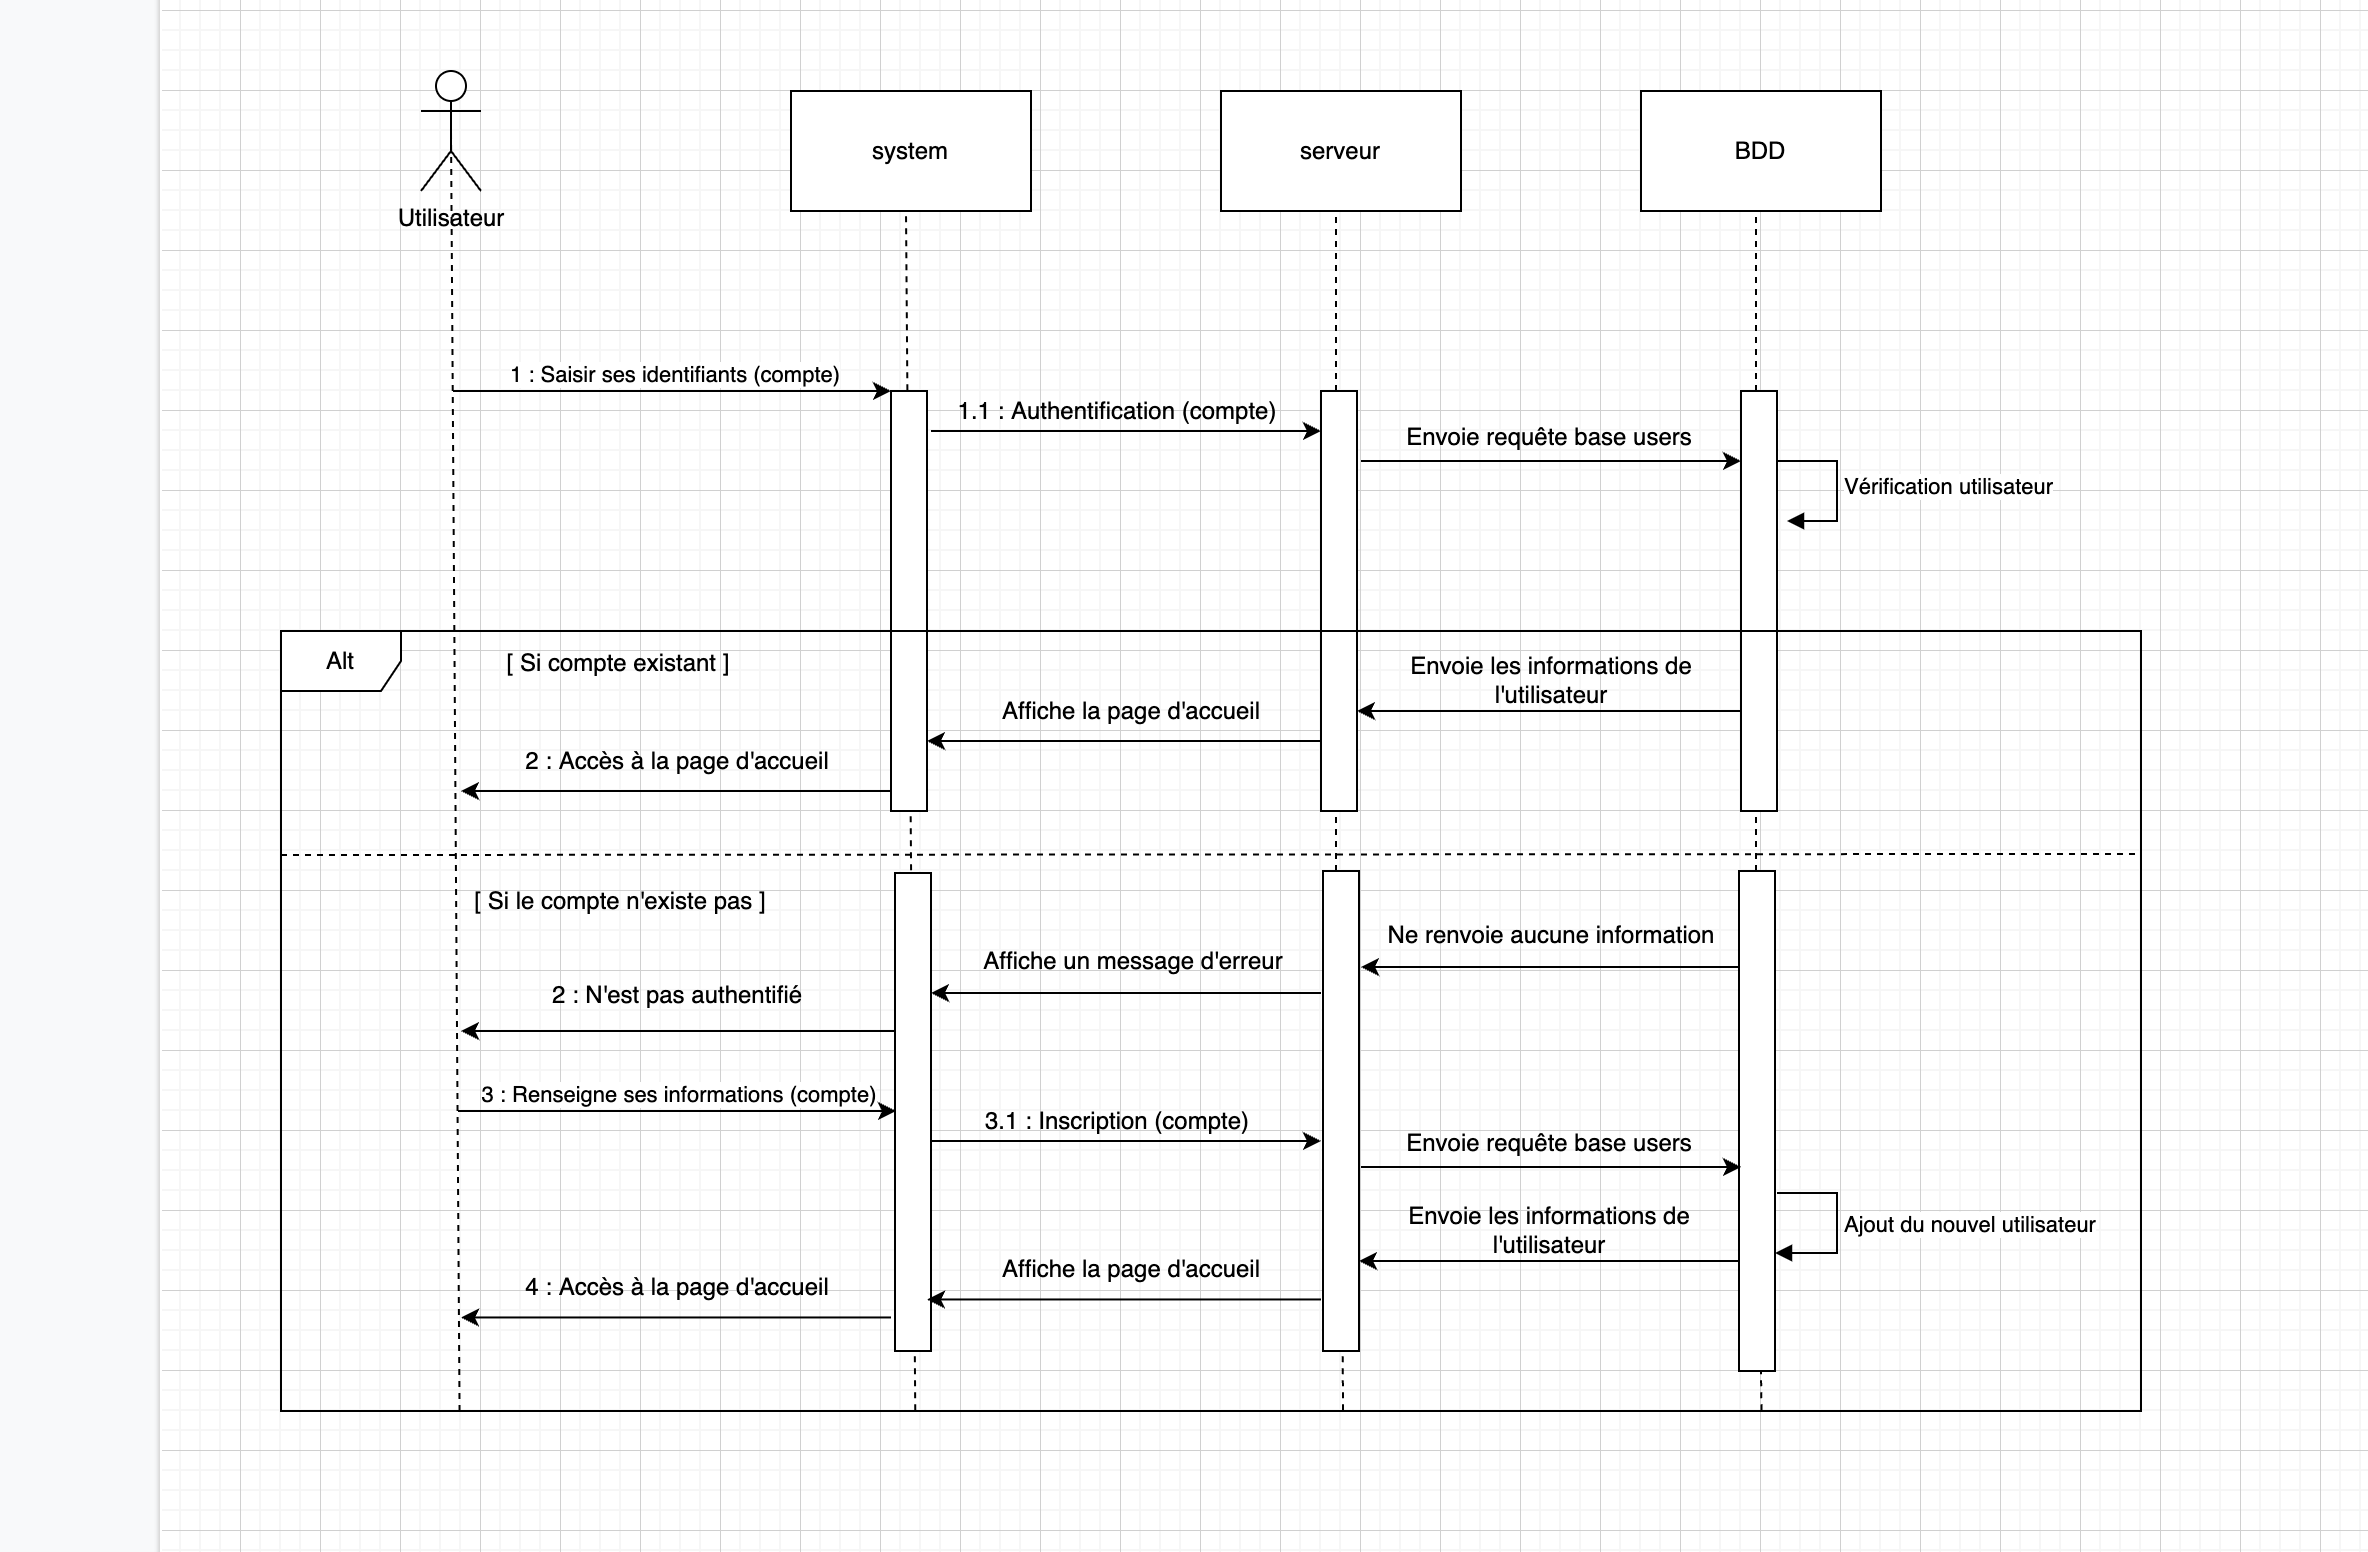 Utilisateur
system
serveur
BDD
1 : Saisir ses identifiants (compte)
1.1 : Authentification (compte)
Envoie requête base users
Vérification utilisateur
Alt
[ Si compte existant ]
Envoie les informations de
l'utilisateur
Affiche la page d'accueil
2 : Accès à la page d'accueil
[ Si le compte n'existe pas ]
Ne renvoie aucune information
Affiche un message d'erreur
2 : N'est pas authentifié
3 : Renseigne ses informations (compte)
3.1 : Inscription (compte)
Envoie requête base users
Ajout du nouvel utilisateur
Envoie les informations de
l'utilisateur
Affiche la page d'accueil
4 : Accès à la page d'accueil